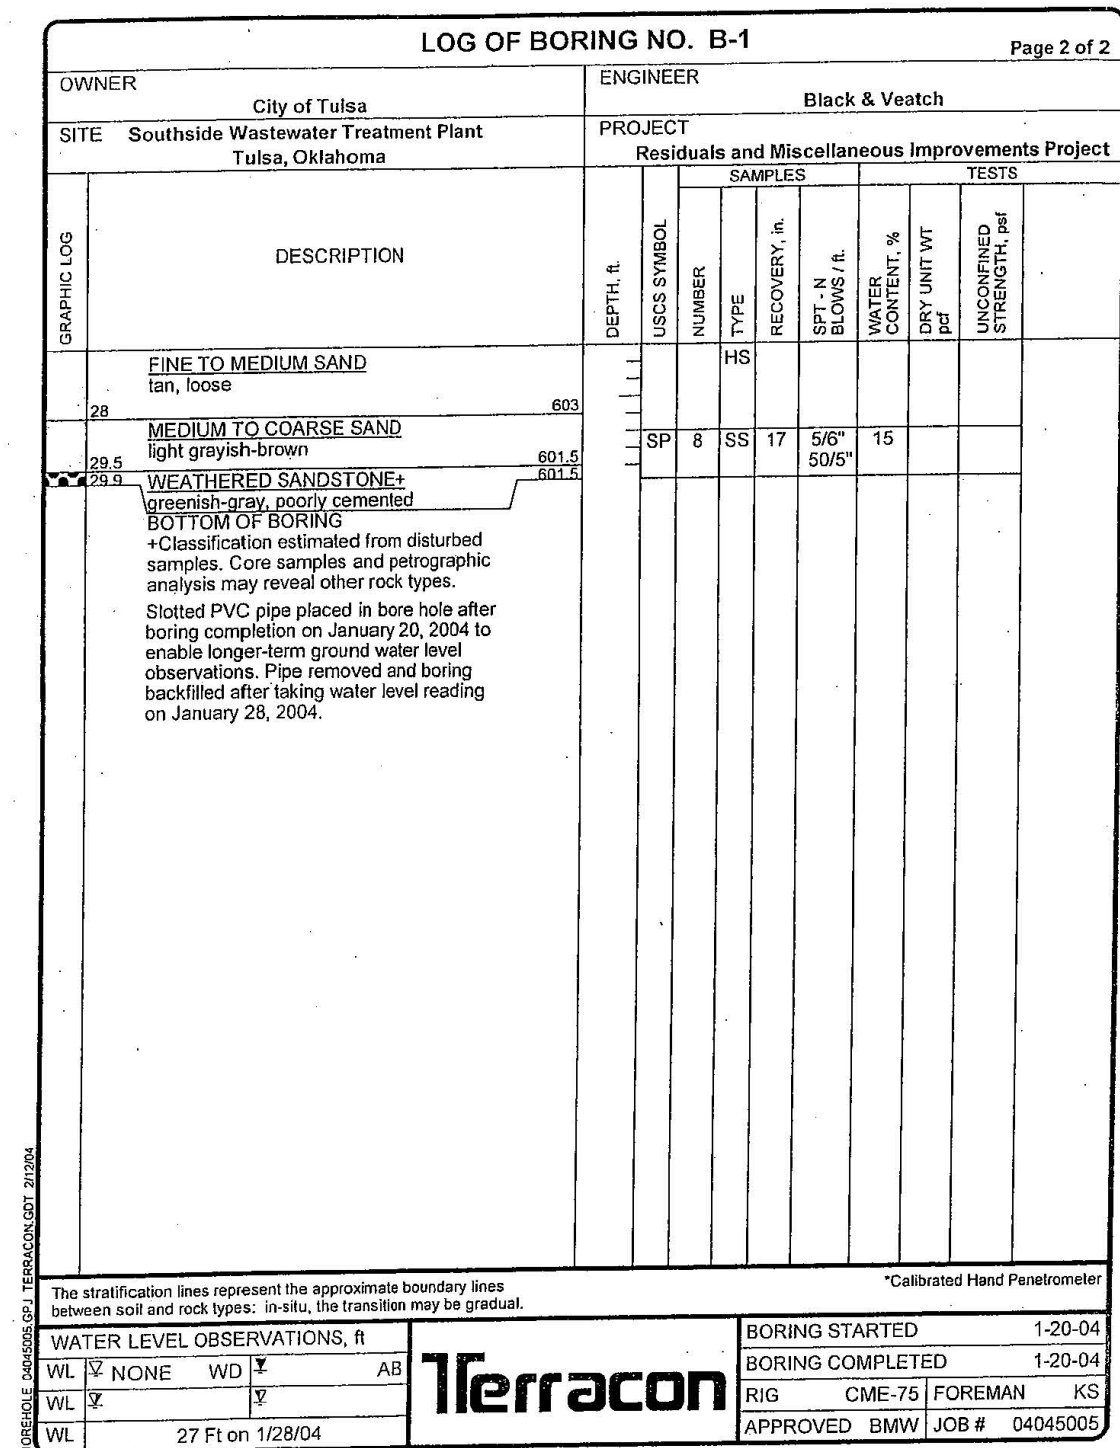 LOG OF BORING NO. B-1
Page 2 of 2
OWNER
City of Tulsa
ENGINEER
Black & Veatch
SITE Southside Wastewater Treatment Plant
Tulsa, Oklahoma
PROJECT
Residuals and Miscellaneous Improvements Project
SAMPLES
TESTS
GRAPHIC LOG
DESCRIPTION
DEPTH, ft.
USCS SYMBOL
NUMBER
TYPE
RECOVERY, in.
SPT - N
BLOWS / ft.
WATER
CONTENT, %
DRY UNIT WT
pcf
UNCONFINED
STRENGTH, psf
FINE TO MEDIUM SAND
tan, loose
HS
28
603
MEDIUM TO COARSE SAND
light grayish-brown
SP 8 SS 17 5/6" 15
50/5"
29.5
601.5
29.9
WEATHERED SANDSTONE+
601.5
greenish-gray, poorly cemented
BOTTOM OF BORING
+Classification estimated from disturbed
samples. Core samples and petrographic
analysis may reveal other rock types.
Slotted PVC pipe placed in bore hole after
boring completion on January 20, 2004 to
enable longer-term ground water level
observations. Pipe removed and boring
backfilled after taking water level reading
on January 28, 2004.
The stratification lines represent the approximate boundary lines
between soil and rock types: in-situ, the transition may be gradual.
*Calibrated Hand Penetrometer
WATER LEVEL OBSERVATIONS, ft
WL NONE WD AB
WL
WL 27 Ft on 1/28/04
Terracon
BORING STARTED 1-20-04
BORING COMPLETED 1-20-04
RIG CME-75 FOREMAN KS
APPROVED BMW JOB # 04045005
04045005.GPJ TERRACON.GDT 2/12/04